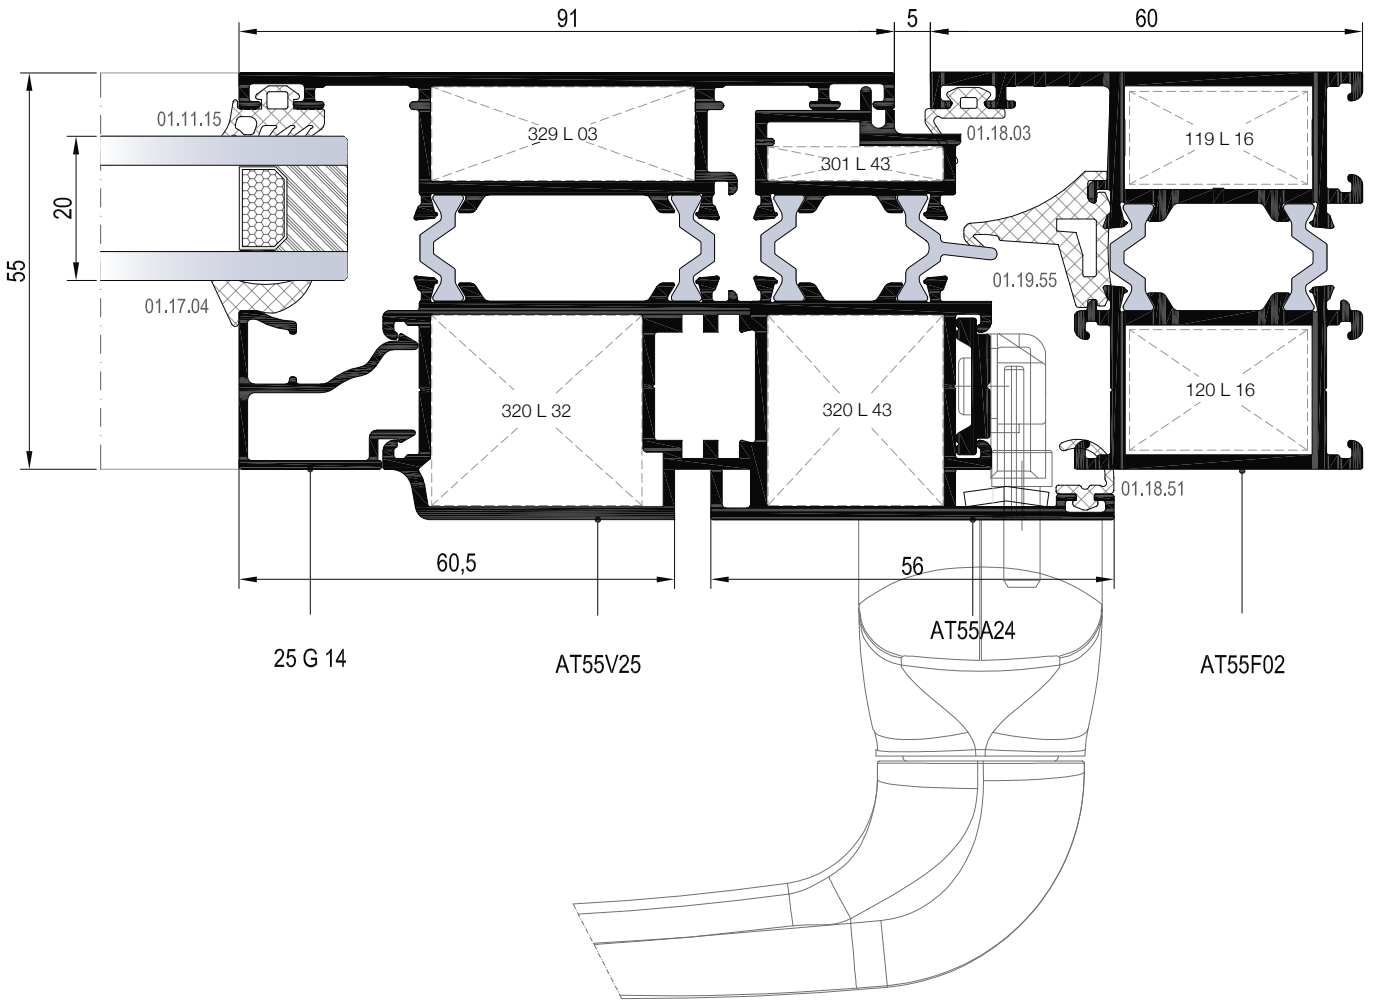 91
5
60
01.11.15
329 L 03
301 L 43
01.18.03
119 L 16
20
55
01.17.04
01.19.55
320 L 32
320 L 43
120 L 16
01.18.51
60,5
56
25 G 14
AT55V25
AT55A24
AT55F02